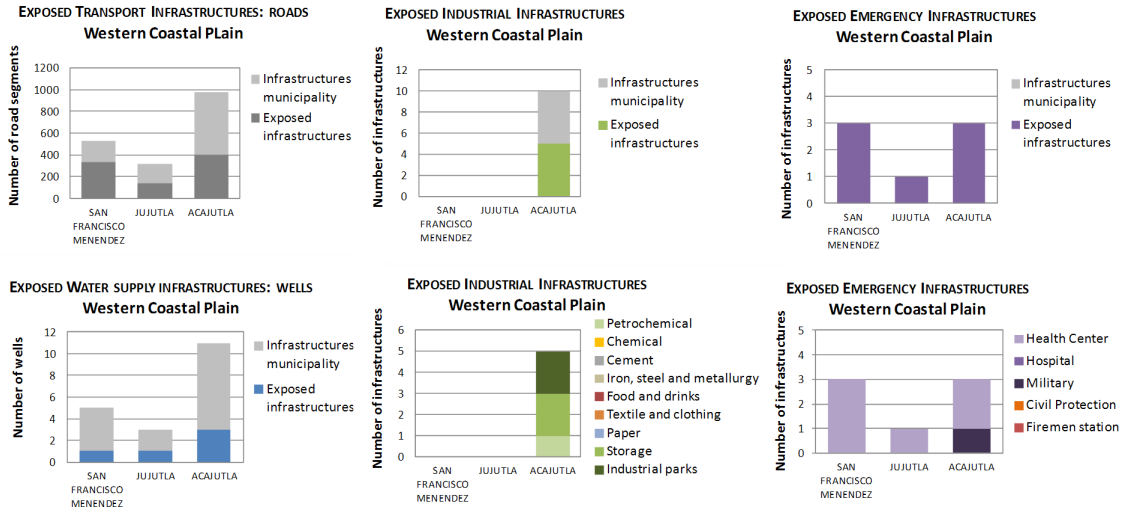 EXPOSED TRANSPORT INFRASTRUCTURES: ROADS
Western Coastal PLain
Number of road segments
1200
1000
800
600
400
200
0
SAN
FRANCISCO
MENENDEZ
JUJUTLA
ACAJUTLA
Infrastructures
municipality
Exposed
infrastructures
EXPOSED INDUSTRIAL INFRASTRUCTURES
Western Coastal Plain
Number of infrastructures
12
10
8
6
4
2
0
SAN
FRANCISCO
MENENDEZ
JUJUTLA
ACAJUTLA
Infrastructures
municipality
Exposed
infrastructures
EXPOSED EMERGENCY INFRASTRUCTURES
Western Coastal Plain
Number of infrastructures
5
4
3
2
1
0
SAN
FRANCISCO
MENENDEZ
JUJUTLA
ACAJUTLA
Infrastructures
municipality
Exposed
infrastructures
EXPOSED WATER SUPPLY INFRASTRUCTURES: WELLS
Western Coastal Plain
Number of wells
12
10
8
6
4
2
0
SAN
FRANCISCO
MENENDEZ
JUJUTLA
ACAJUTLA
Infrastructures
municipality
Exposed
infrastructures
EXPOSED INDUSTRIAL INFRASTRUCTURES
Western Coastal Plain
Number of infrastructures
6
5
4
3
2
1
0
SAN
FRANCISCO
MENENDEZ
JUJUTLA
ACAJUTLA
Petrochemical
Chemical
Cement
Iron, steel and metallurgy
Food and drinks
Textile and clothing
Paper
Storage
Industrial parks
EXPOSED EMERGENCY INFRASTRUCTURES
Western Coastal Plain
Number of infrastructures
5
4
3
2
1
0
SAN
FRANCISCO
MENENDEZ
JUJUTLA
ACAJUTLA
Health Center
Hospital
Military
Civil Protection
Firemen station